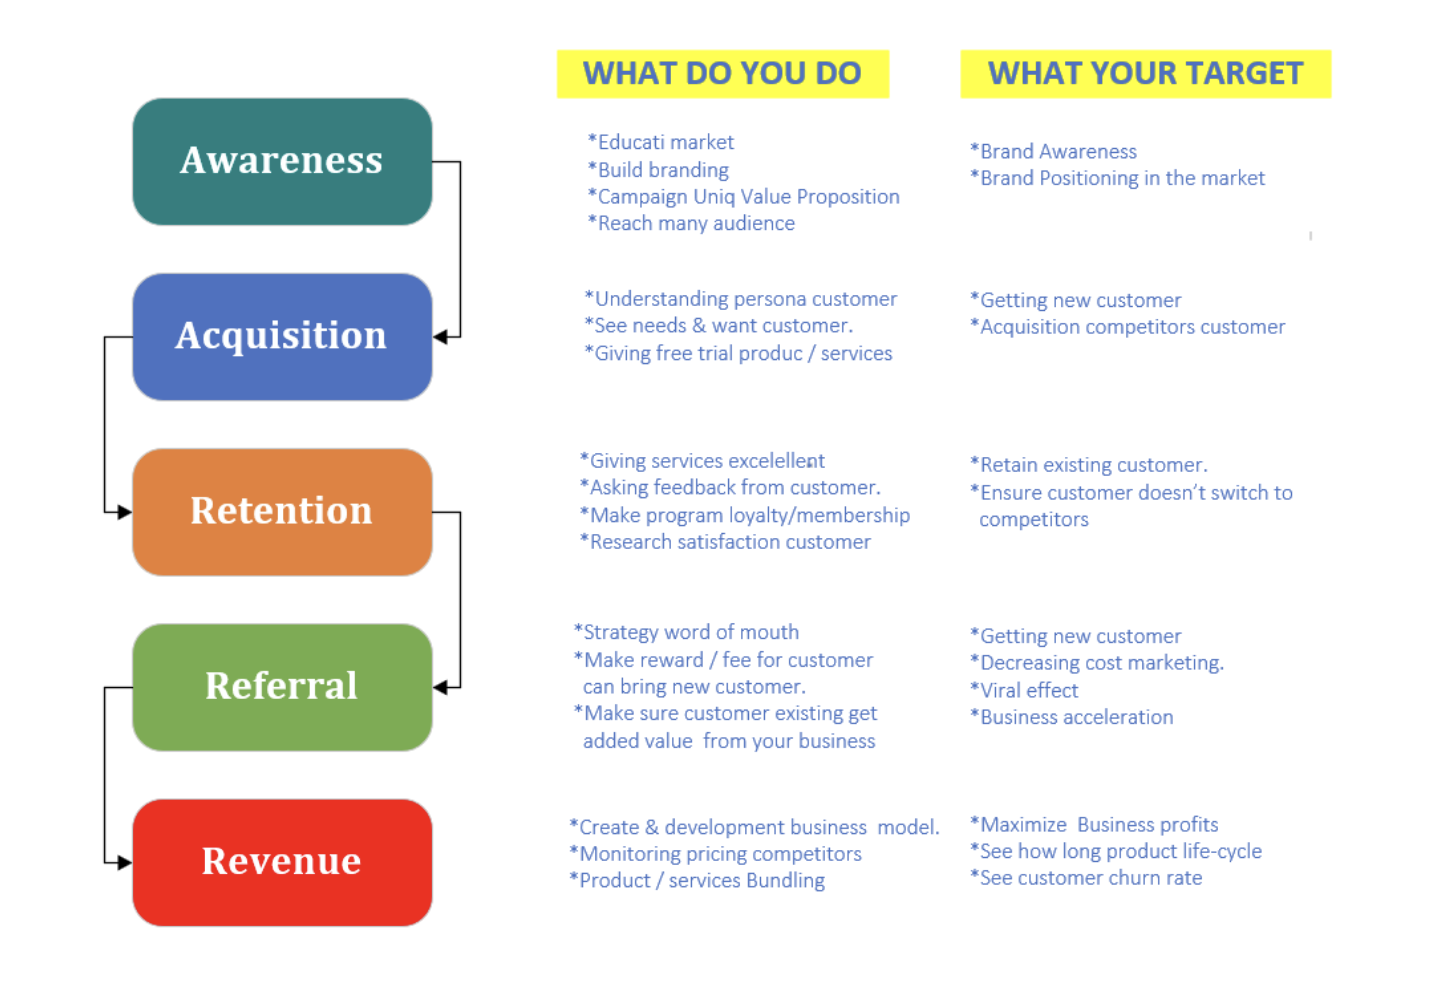 WHAT DO YOU DO
WHAT YOUR TARGET
Awareness
*Educati market
*Build branding
*Campaign Uniq Value Proposition
*Reach many audience
*Brand Awareness
*Brand Positioning in the market
Acquisition
*Understanding persona customer
*See needs & want customer.
*Giving free trial produc / services
*Getting new customer
*Acquisition competitors customer
Retention
*Giving services excelellent
*Asking feedback from customer.
*Make program loyalty/membership
*Research satisfaction customer
*Retain existing customer.
*Ensure customer doesn’t switch to
competitors
Referral
*Strategy word of mouth
*Make reward / fee for customer
can bring new customer.
*Make sure customer existing get
added value  from your business
*Getting new customer
*Decreasing cost marketing.
*Viral effect
*Business acceleration
Revenue
*Create & development business  model.
*Monitoring pricing competitors
*Product / services Bundling
*Maximize  Business profits
*See how long product life-cycle
*See customer churn rate